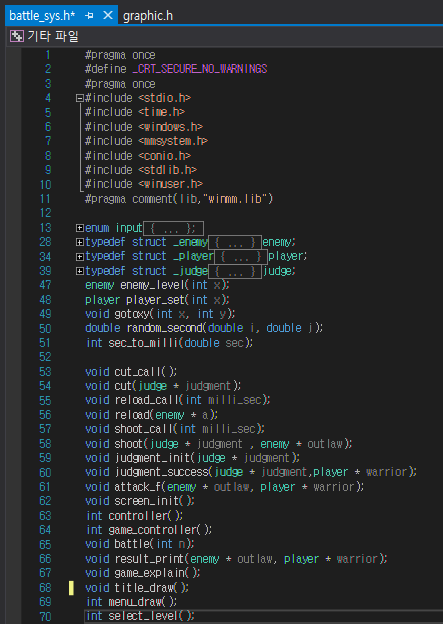 battle_sys.h* graphic.h
기타 파일
1 #pragma once
2 #define _CRT_SECURE_NO_WARNINGS
3 #pragma once
4 #include <stdio.h>
5 #include <time.h>
6 #include <windows.h>
7 #include <mmsystem.h>
8 #include <conio.h>
9 #include <stdlib.h>
10 #include <winuser.h>
11 #pragma comment(lib,"winmm.lib")
12
13 enum input{ ... };
28 typedef struct _enemy{ ... }enemy;
34 typedef struct _player{ ... }player;
39 typedef struct _judge{ ... }judge;
47 enemy enemy_level(int x);
48 player player_set(int x);
49 void gotoxy(int x, int y);
50 double random_second(double i, double j);
51 int sec_to_milli(double sec);
52
53 void cut_call();
54 void cut(judge * judgment);
55 void reload_call(int milli_sec);
56 void reload(enemy * a);
57 void shoot_call(int milli_sec);
58 void shoot(judge * judgment , enemy * outlaw);
59 void judgment_init(judge * judgment);
60 void judgment_success(judge * judgment,player * warrior);
61 void attack_f(enemy * outlaw, player * warrior);
62 void screen_init();
63 int controller();
64 int game_controller();
65 void battle(int n);
66 void result_print(enemy * outlaw, player * warrior);
67 void game_explain();
68 void title_draw();
69 int menu_draw();
70 int select_level();